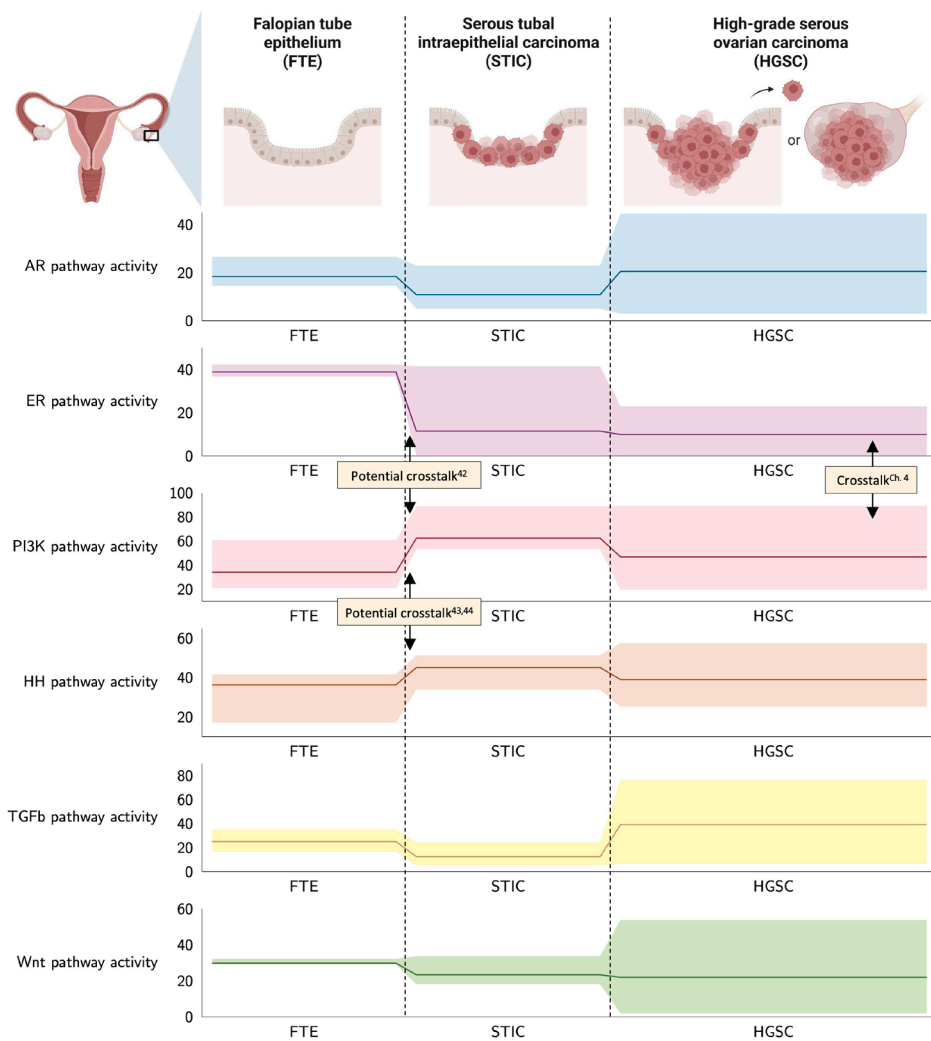 Falopian tube
epithelium
(FTE)
Serous tubal
intraepithelial carcinoma
(STIC)
High-grade serous
ovarian carcinoma
(HGSC)
or
AR pathway activity
40
20
0
FTE
STIC
HGSC
ER pathway activity
40
20
0
FTE
STIC
HGSC
Potential crosstalk42
CrosstalkCh. 4
PI3K pathway activity
100
80
60
40
20
FTE
STIC
HGSC
Potential crosstalk43,44
HH pathway activity
60
40
20
FTE
STIC
HGSC
TGFb pathway activity
80
60
40
20
0
FTE
STIC
HGSC
Wnt pathway activity
60
40
20
0
FTE
STIC
HGSC